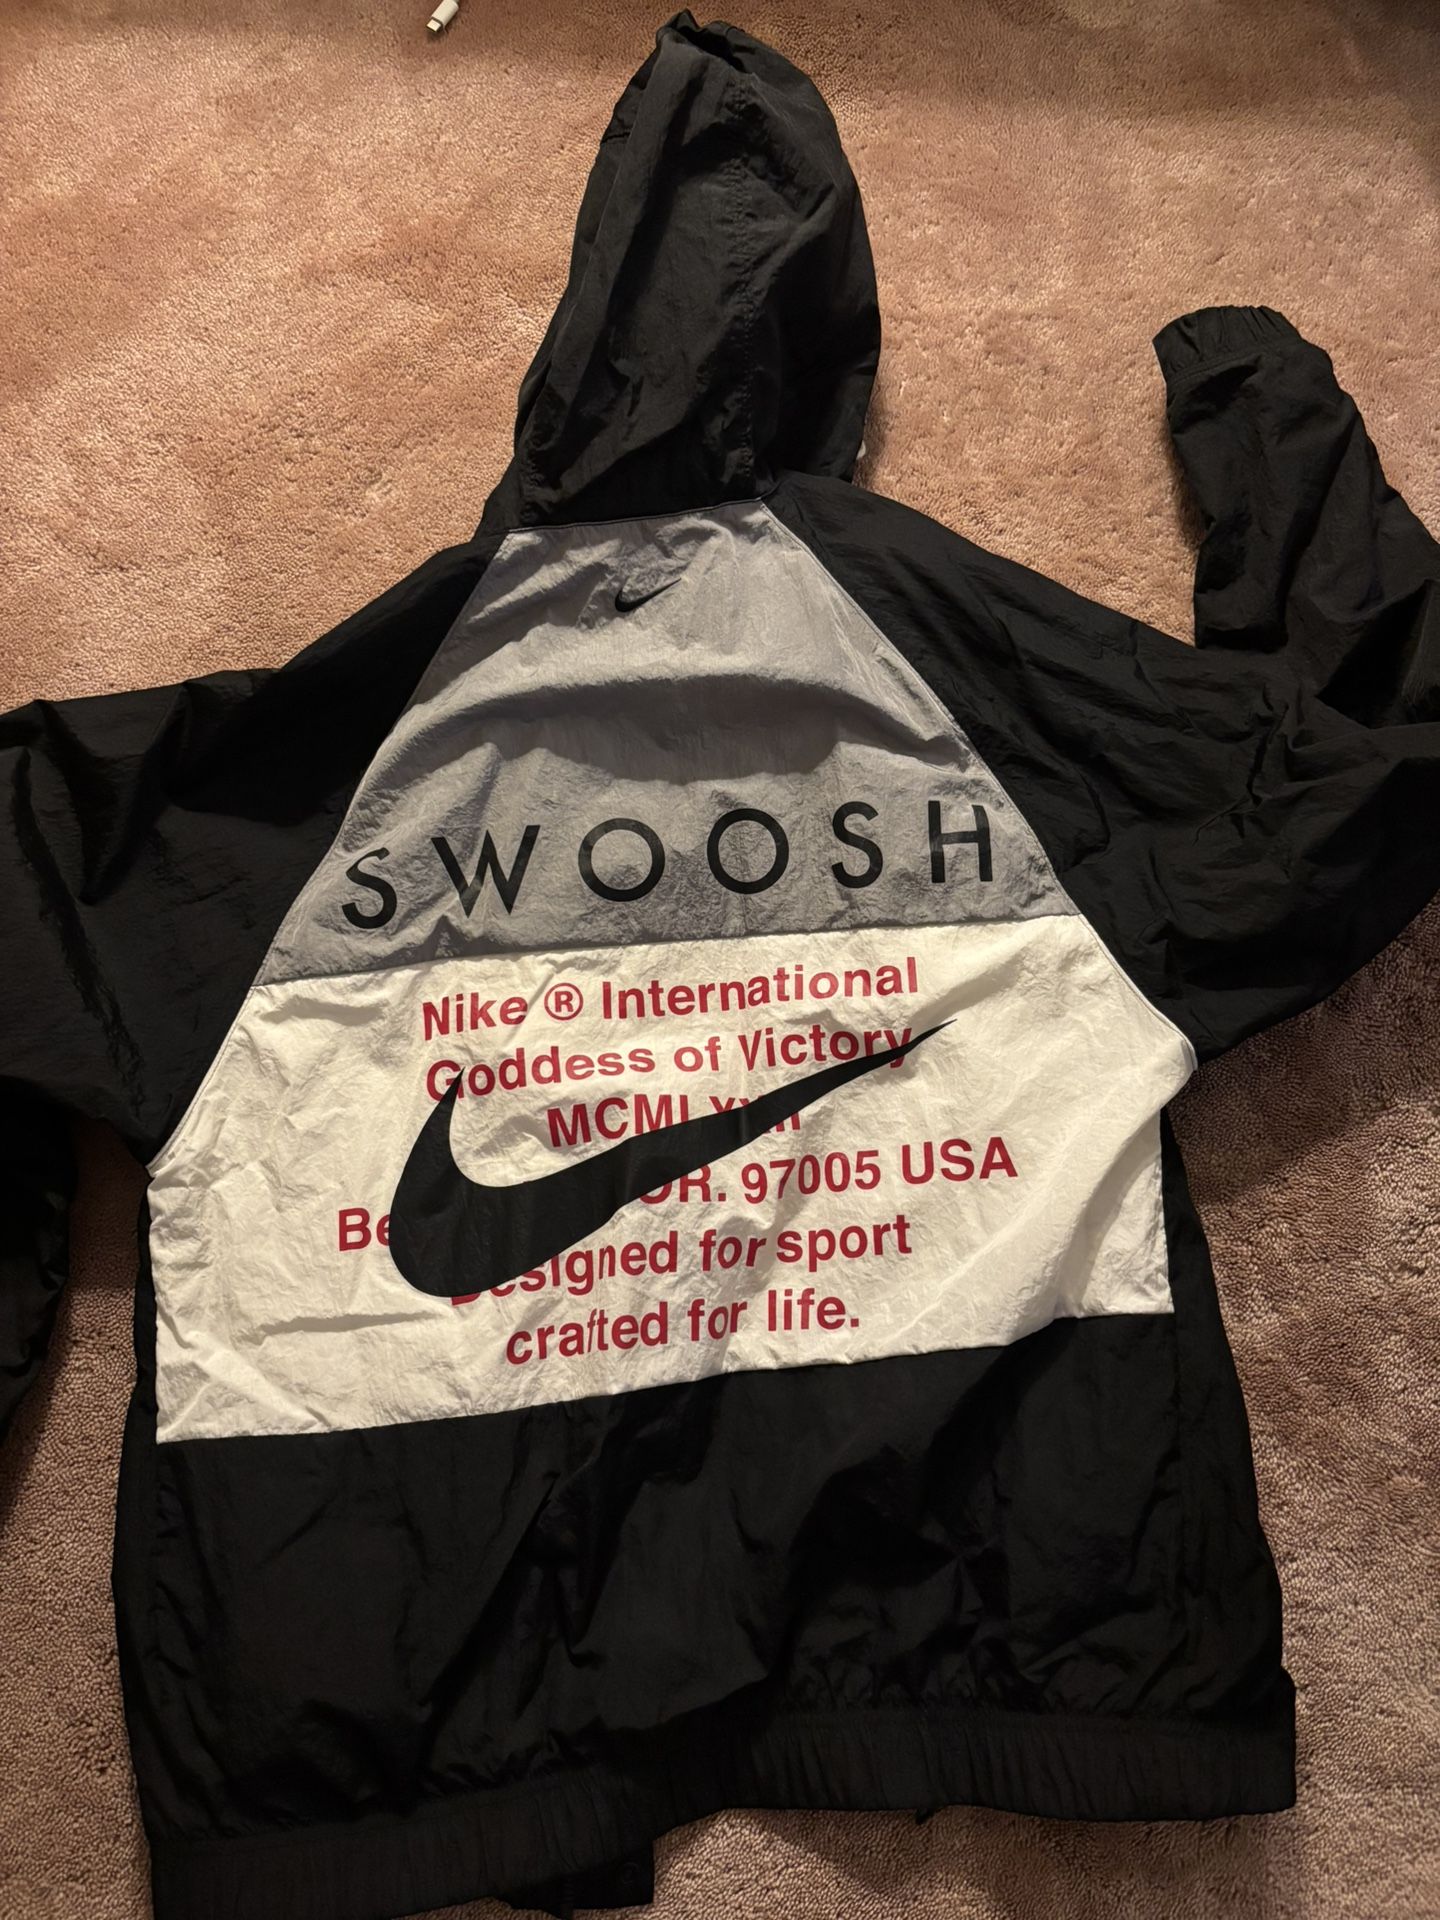 SWOOSH
Nike ® International
Goddess of Victory
OR. 97005 USA
Designed for sport
crafted for life.